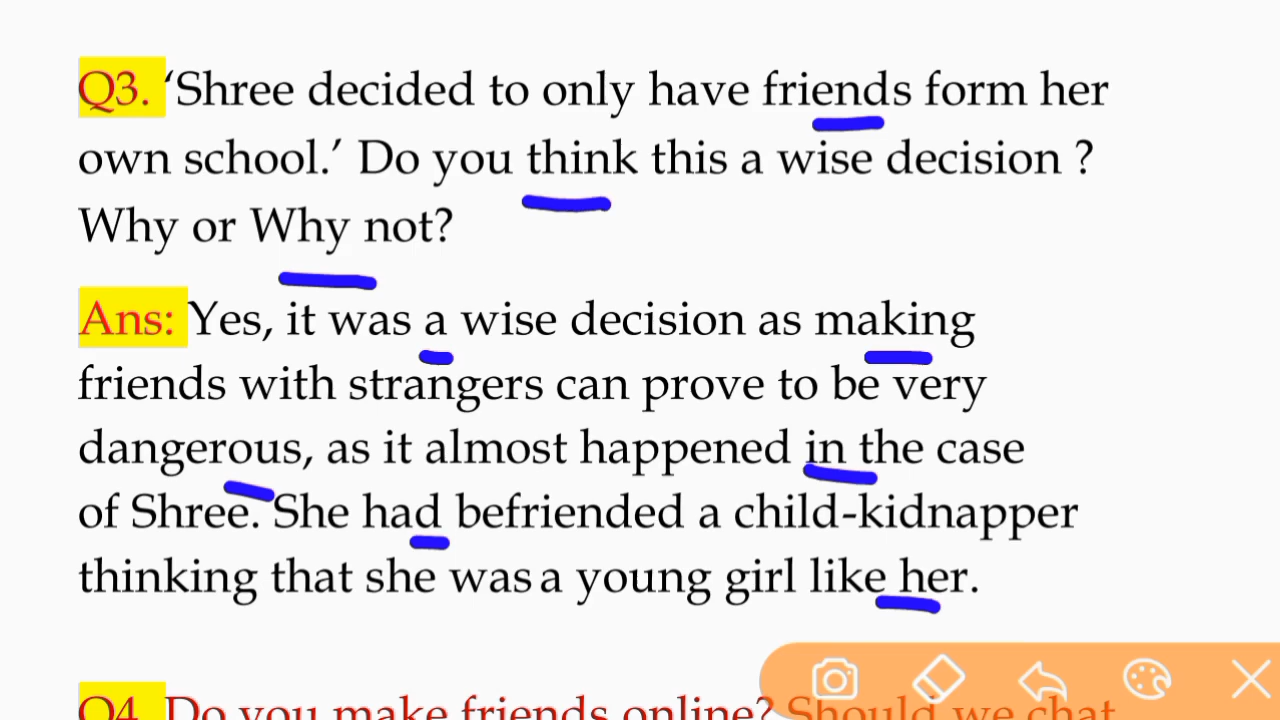 Q3. ‘Shree decided to only have friends form her
own school.’ Do you think this a wise decision ?
Why or Why not?
Ans: Yes, it was a wise decision as making
friends with strangers can prove to be very
dangerous, as it almost happened in the case
of Shree. She had befriended a child-kidnapper
thinking that she was a young girl like her.
Q4. Do you make friends online? Should we chat